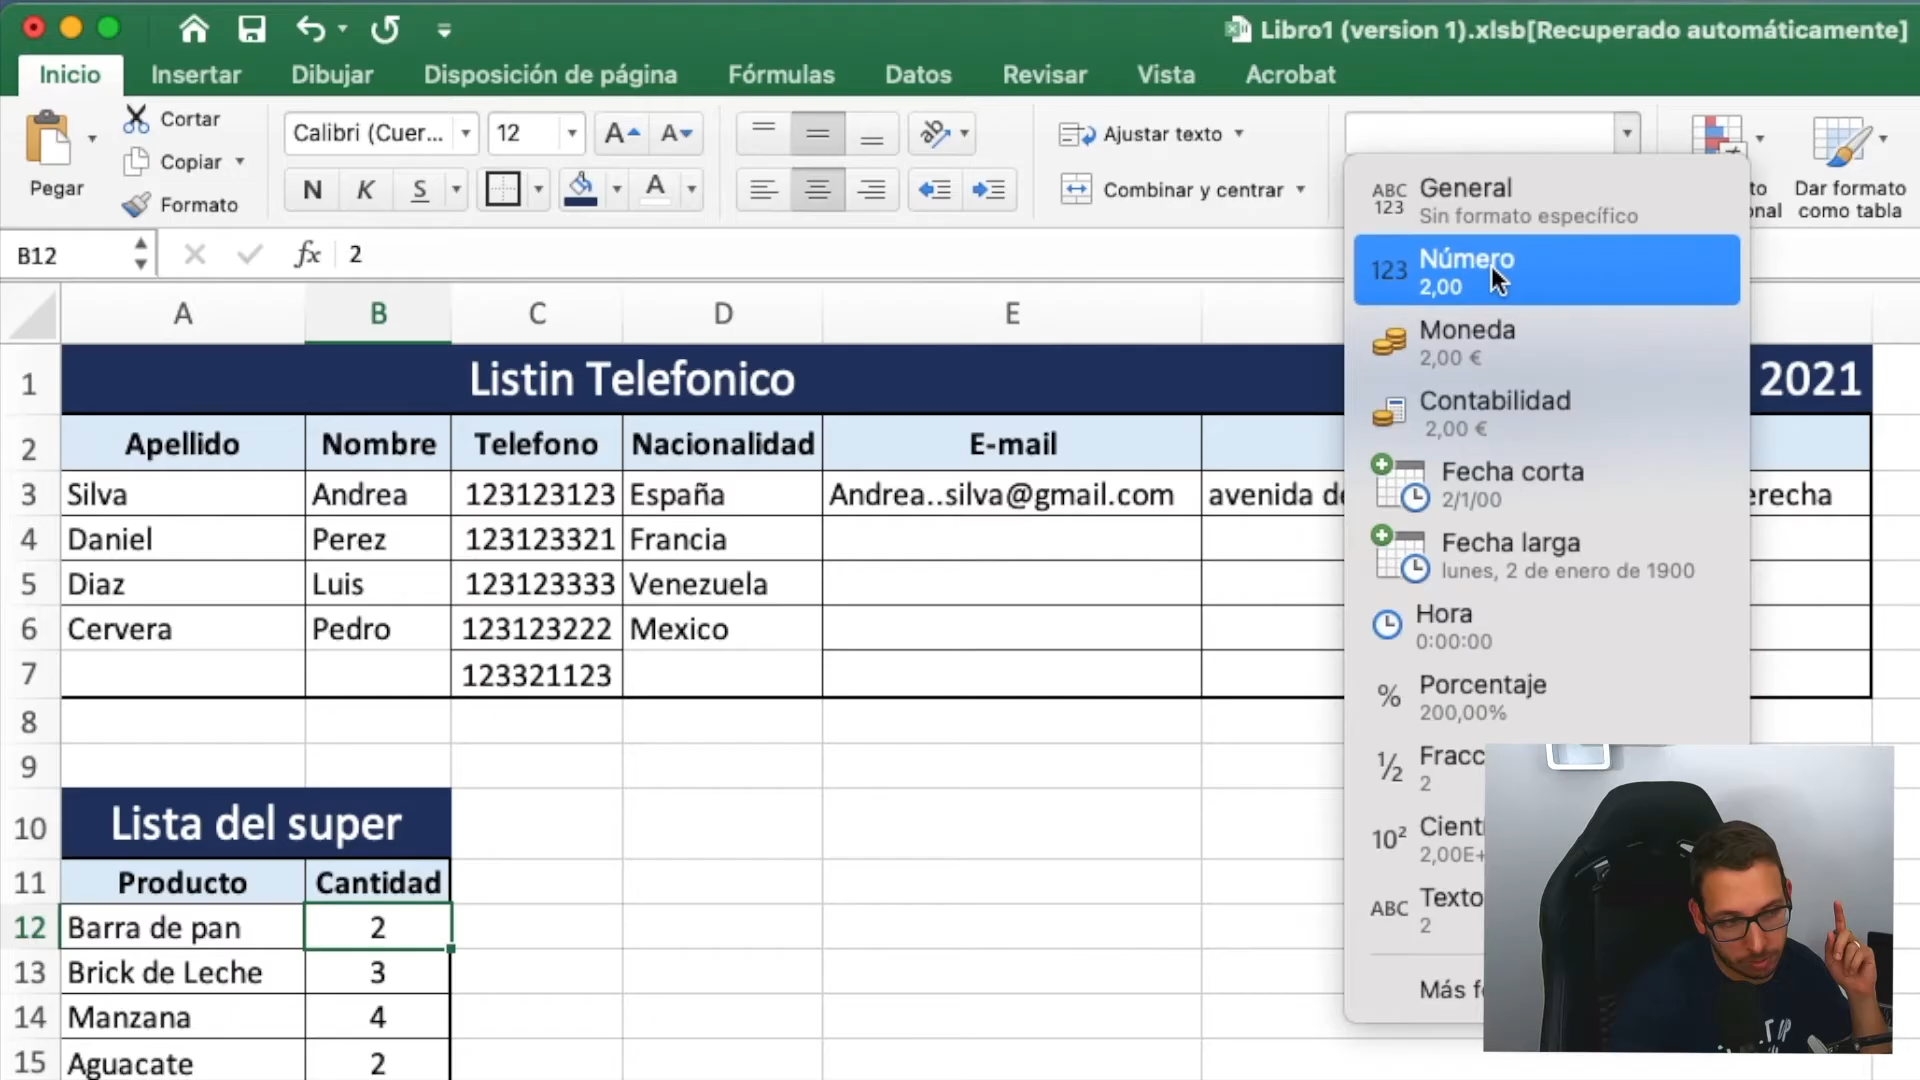 Libro1 (version 1).xlsb[Recuperado automáticamente]
Inicio Insertar Dibujar Disposición de página Fórmulas Datos Revisar Vista Acrobat
Pegar
Cortar
Copiar
Formato
Calibri (Cuer... 12 A A
N K S A
ab
Ajustar texto
Combinar y centrar
Dar formato
como tabla
B12 fx 2
ABC
123
General
Sin formato específico
123
Número
2,00
Moneda
2,00 €
Contabilidad
2,00 €
Fecha corta
2/1/00
Fecha larga
lunes, 2 de enero de 1900
Hora
0:00:00
%
Porcentaje
200,00%
½
Fracc
2
10²
Cient
2,00E+
ABC
Texto
2
Más f
A B C D E
1 Listin Telefonico 2021
2 Apellido Nombre Telefono Nacionalidad E-mail
3 Silva Andrea 123123123 España Andrea..silva@gmail.com avenida de erecha
4 Daniel Perez 123123321 Francia
5 Diaz Luis 123123333 Venezuela
6 Cervera Pedro 123123222 Mexico
7 123321123
8
9
10 Lista del super
11 Producto Cantidad
12 Barra de pan 2
13 Brick de Leche 3
14 Manzana 4
15 Aguacate 2